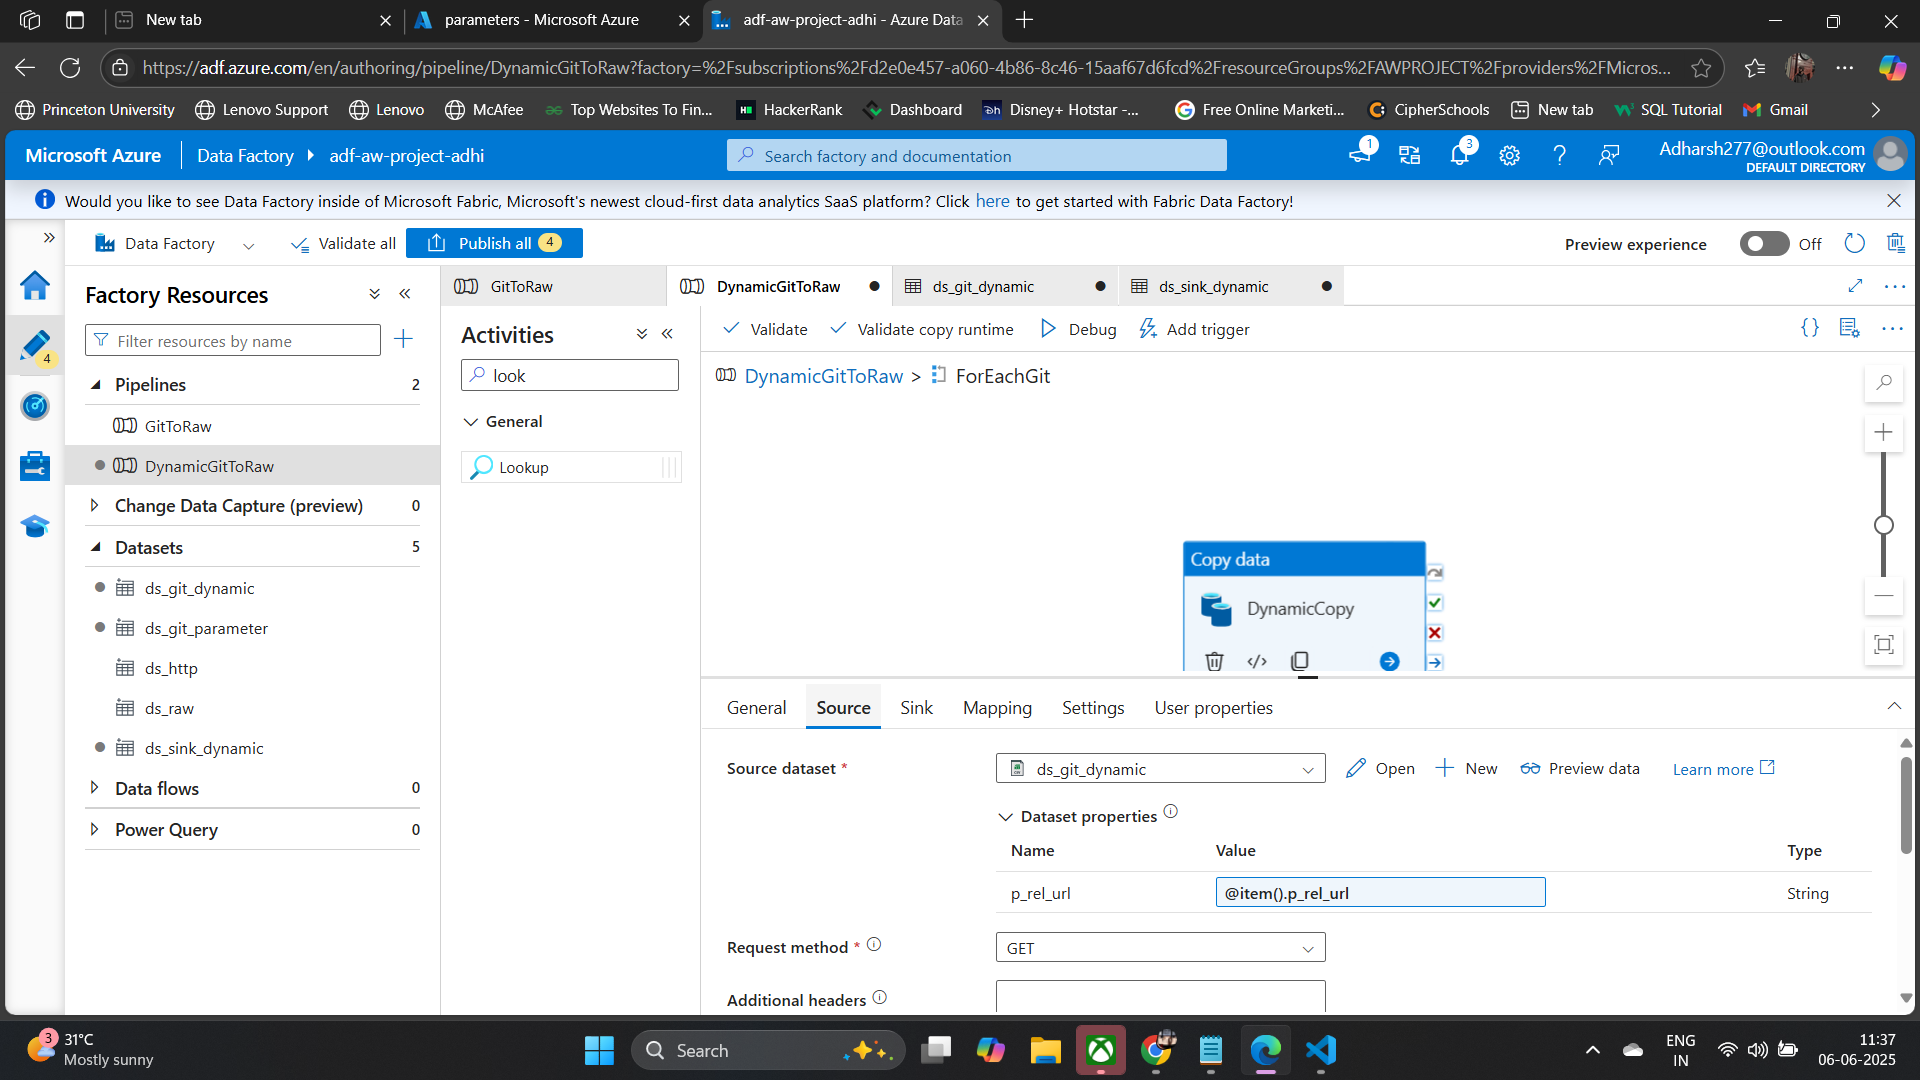 New tab
parameters - Microsoft Azure
adf-aw-project-adhi - Azure Data
https://adf.azure.com/en/authoring/pipeline/DynamicGitToRaw?factory=%2Fsubscriptions%2Fd2e0e457-a060-4b86-8c46-15aaf67d6fcd%2FresourceGroups%2FAWPROJECT%2Fproviders%2FMicros...
Princeton University
Lenovo Support
Lenovo
McAfee
Top Websites To Fin...
HackerRank
Dashboard
Disney+ Hotstar -...
Free Online Marketi...
CipherSchools
New tab
SQL Tutorial
Gmail
Microsoft Azure
Data Factory
adf-aw-project-adhi
Search factory and documentation
1
3
Adharsh277@outlook.com
DEFAULT DIRECTORY
Would you like to see Data Factory inside of Microsoft Fabric, Microsoft's newest cloud-first data analytics SaaS platform? Click here to get started with Fabric Data Factory!
Data Factory
Validate all
Publish all 4
Preview experience
Off
4
Factory Resources
Filter resources by name
Pipelines 2
GitToRaw
DynamicGitToRaw
Change Data Capture (preview) 0
Datasets 5
ds_git_dynamic
ds_git_parameter
ds_http
ds_raw
ds_sink_dynamic
Data flows 0
Power Query 0
GitToRaw
DynamicGitToRaw
ds_git_dynamic
ds_sink_dynamic
Activities
look
General
Lookup
Validate
Validate copy runtime
Debug
Add trigger
DynamicGitToRaw > ForEachGit
Copy data
DynamicCopy
General
Source
Sink
Mapping
Settings
User properties
Source dataset *
ds_git_dynamic
Open
New
Preview data
Learn more
Dataset properties
Name
Value
Type
p_rel_url
@item().p_rel_url
String
Request method *
GET
Additional headers
3
31°C
Mostly sunny
Search
ENG
IN
11:37
06-06-2025